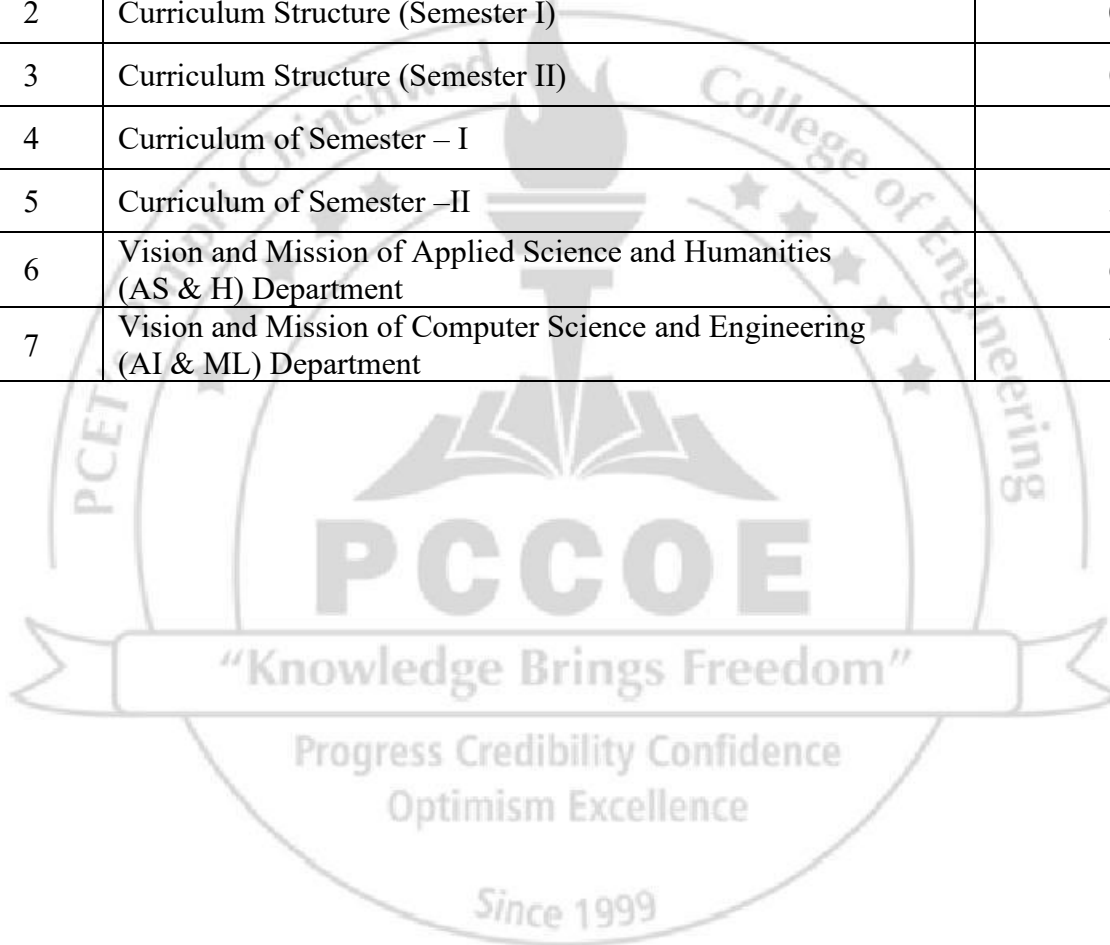 2 Curriculum Structure (Semester I)
3 Curriculum Structure (Semester II)
4 Curriculum of Semester – I
5 Curriculum of Semester –II
6 Vision and Mission of Applied Science and Humanities
(AS & H) Department
7 Vision and Mission of Computer Science and Engineering
(AI & ML) Department
PCET's Pimpri Chinchwad College of Engineering
PCCOE
"Knowledge Brings Freedom"
Progress Credibility Confidence
Optimism Excellence
Since 1999